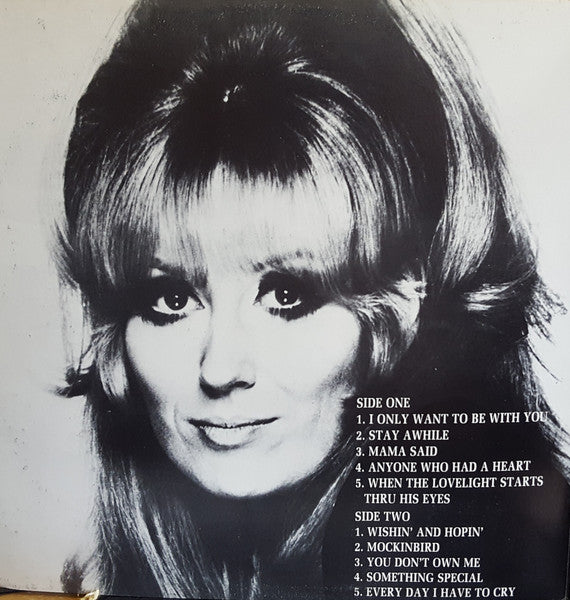 SIDE ONE
1. I ONLY WANT TO BE WITH YOU
2. STAY AWHILE
3. MAMA SAID
4. ANYONE WHO HAD A HEART
5. WHEN THE LOVELIGHT STARTS
THRU HIS EYES
SIDE TWO
1. WISHIN' AND HOPIN'
2. MOCKINBIRD
3. YOU DON'T OWN ME
4. SOMETHING SPECIAL
5. EVERY DAY I HAVE TO CRY